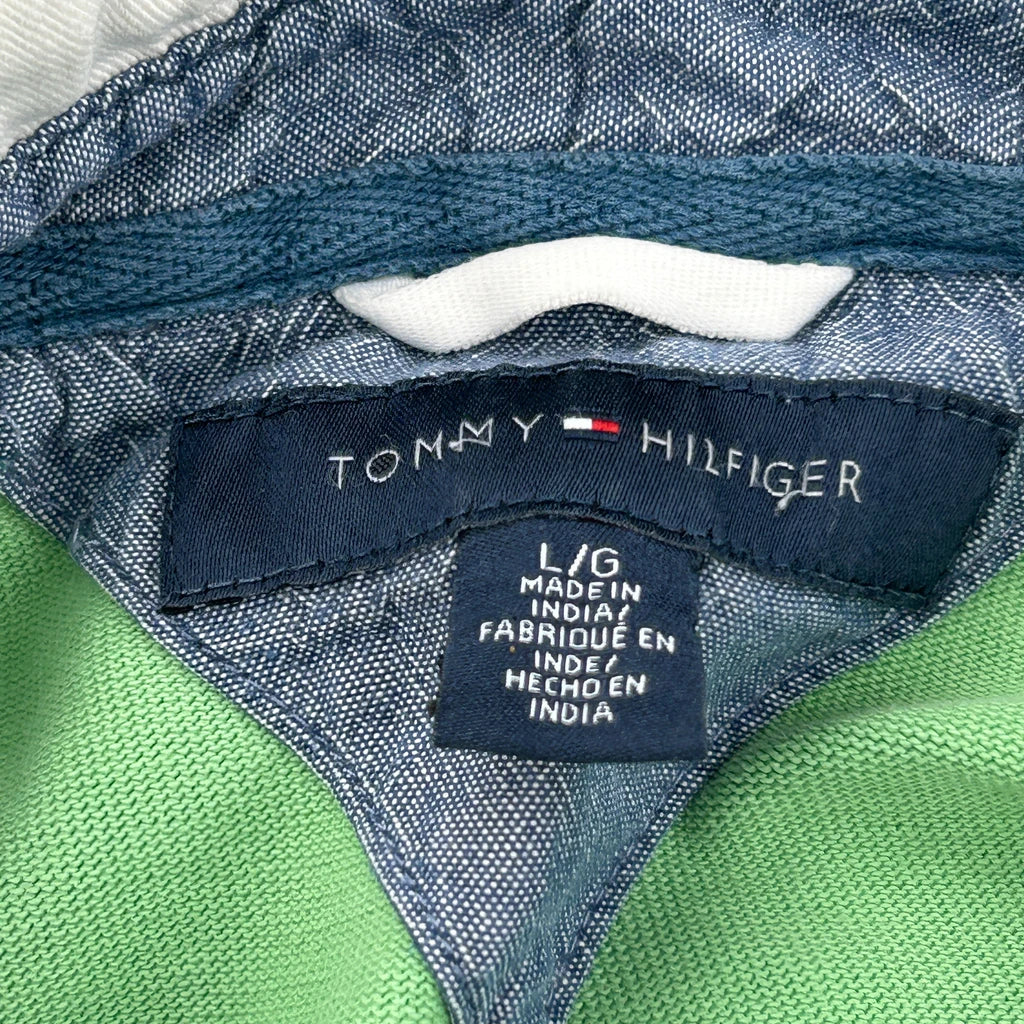 TOMMY HILFIGER
L/G
MADE IN
INDIA/
FABRIQUÉ EN
INDE/
HECHO EN
INDIA